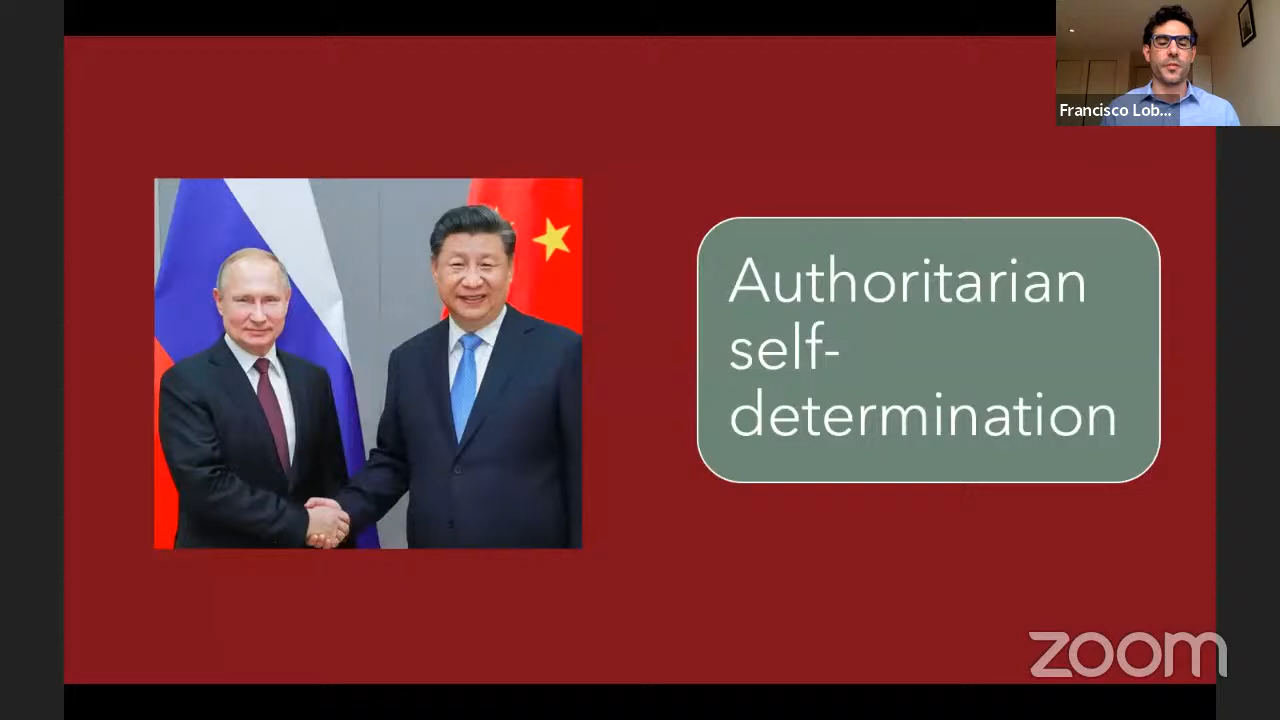 Francisco Lob...
Authoritarian
self-
determination
zoom